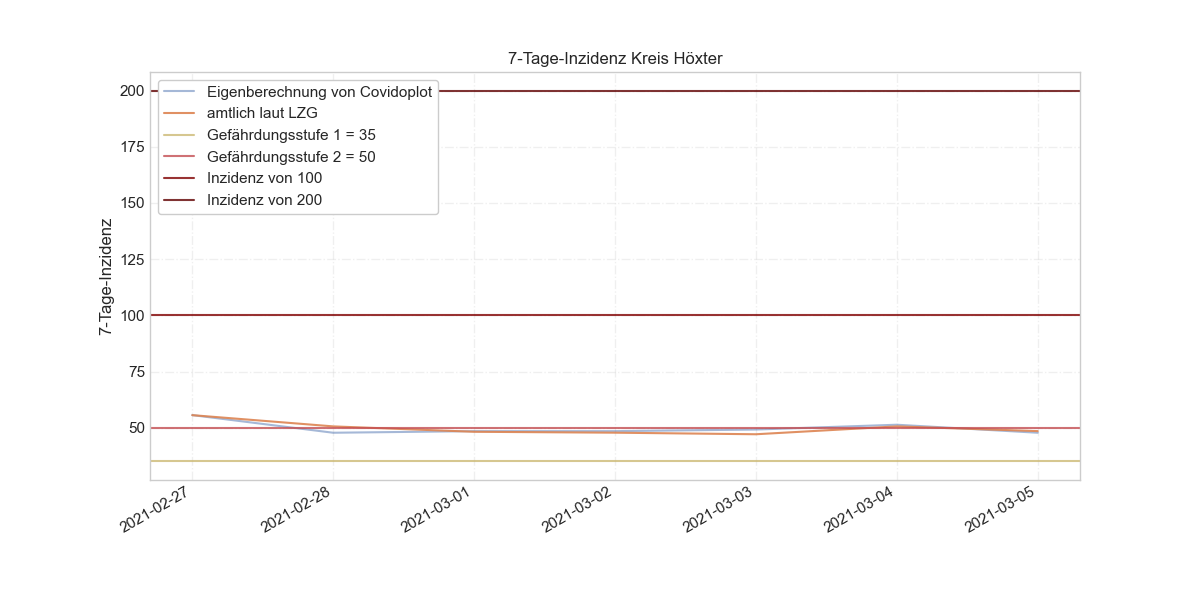 7-Tage-Inzidenz Kreis Höxter
Eigenberechnung von Covidoplot
amtlich laut LZG
Gefährdungsstufe 1 = 35
Gefährdungsstufe 2 = 50
Inzidenz von 100
Inzidenz von 200
7-Tage-Inzidenz
200
175
150
125
100
75
50
2021-02-27
2021-02-28
2021-03-01
2021-03-02
2021-03-03
2021-03-04
2021-03-05